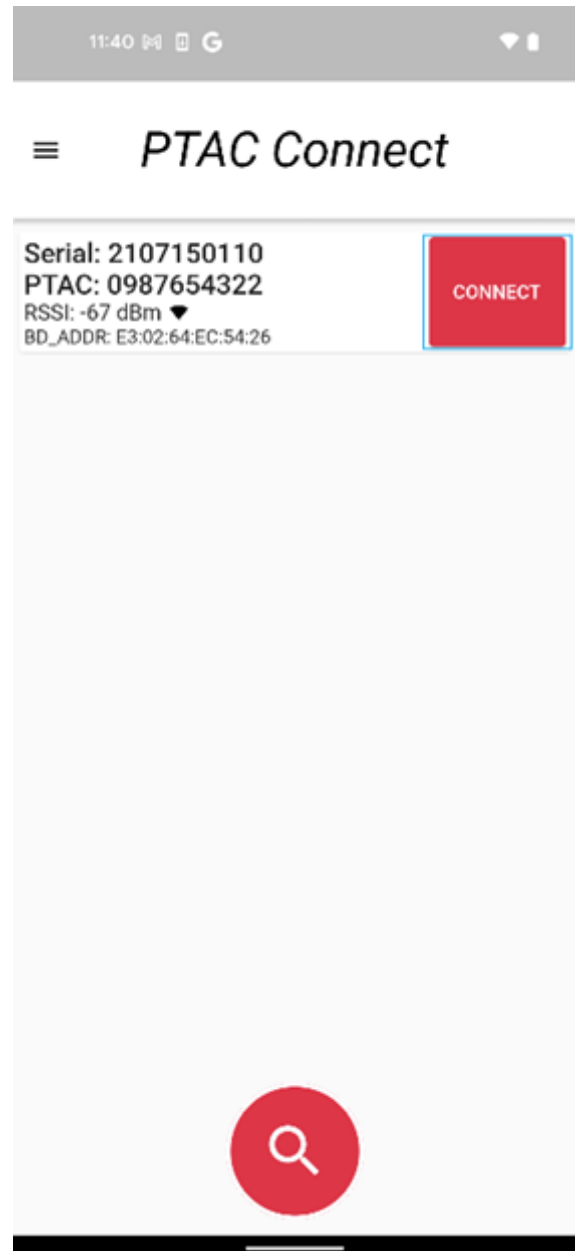 11:40
PTAC Connect
Serial: 2107150110
PTAC: 0987654322
RSSI: -67 dBm
BD_ADDR: E3:02:64:EC:54:26
CONNECT